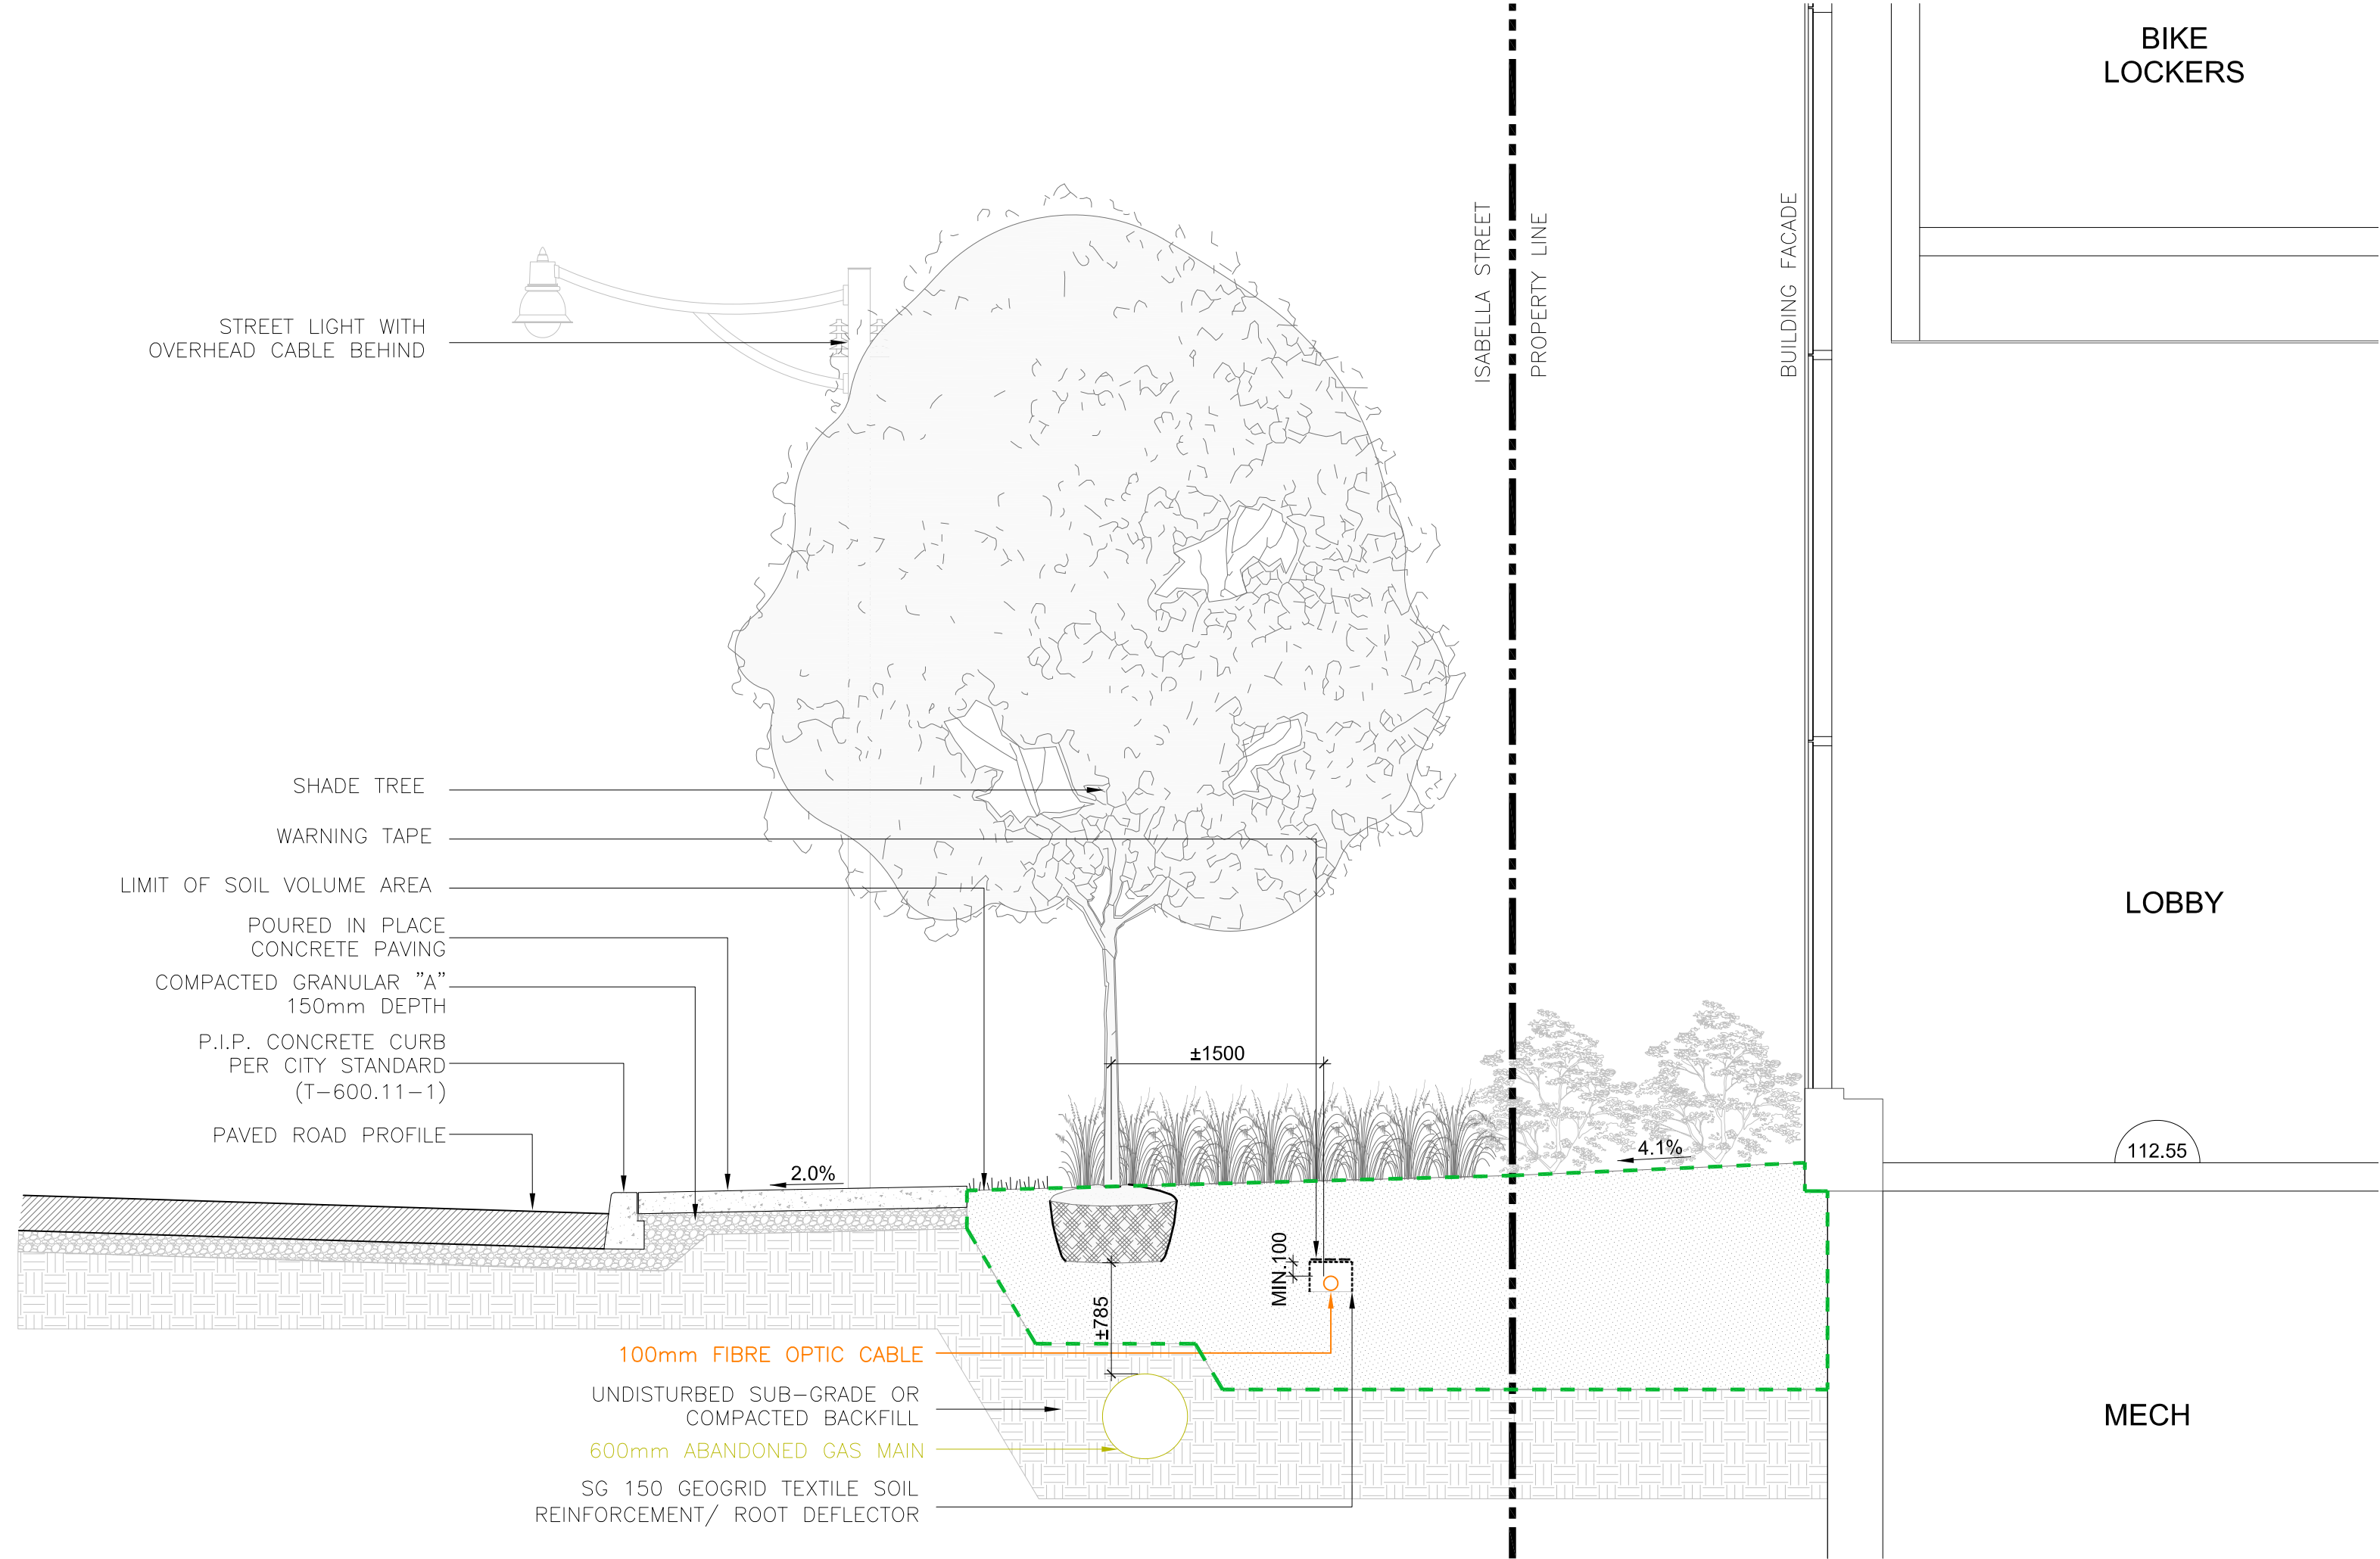 BIKE
LOCKERS
ISABELLA STREET
PROPERTY LINE
BUILDING FACADE
STREET LIGHT WITH
OVERHEAD CABLE BEHIND
SHADE TREE
WARNING TAPE
LIMIT OF SOIL VOLUME AREA
LOBBY
POURED IN PLACE
CONCRETE PAVING
COMPACTED GRANULAR "A"
150mm DEPTH
P.I.P. CONCRETE CURB
PER CITY STANDARD
(T-600.11-1)
±1500
PAVED ROAD PROFILE
2.0%
4.1%
112.55
MIN.100
±785
100mm FIBRE OPTIC CABLE
UNDISTURBED SUB-GRADE OR
COMPACTED BACKFILL
MECH
600mm ABANDONED GAS MAIN
SG 150 GEOGRID TEXTILE SOIL
REINFORCEMENT/ ROOT DEFLECTOR